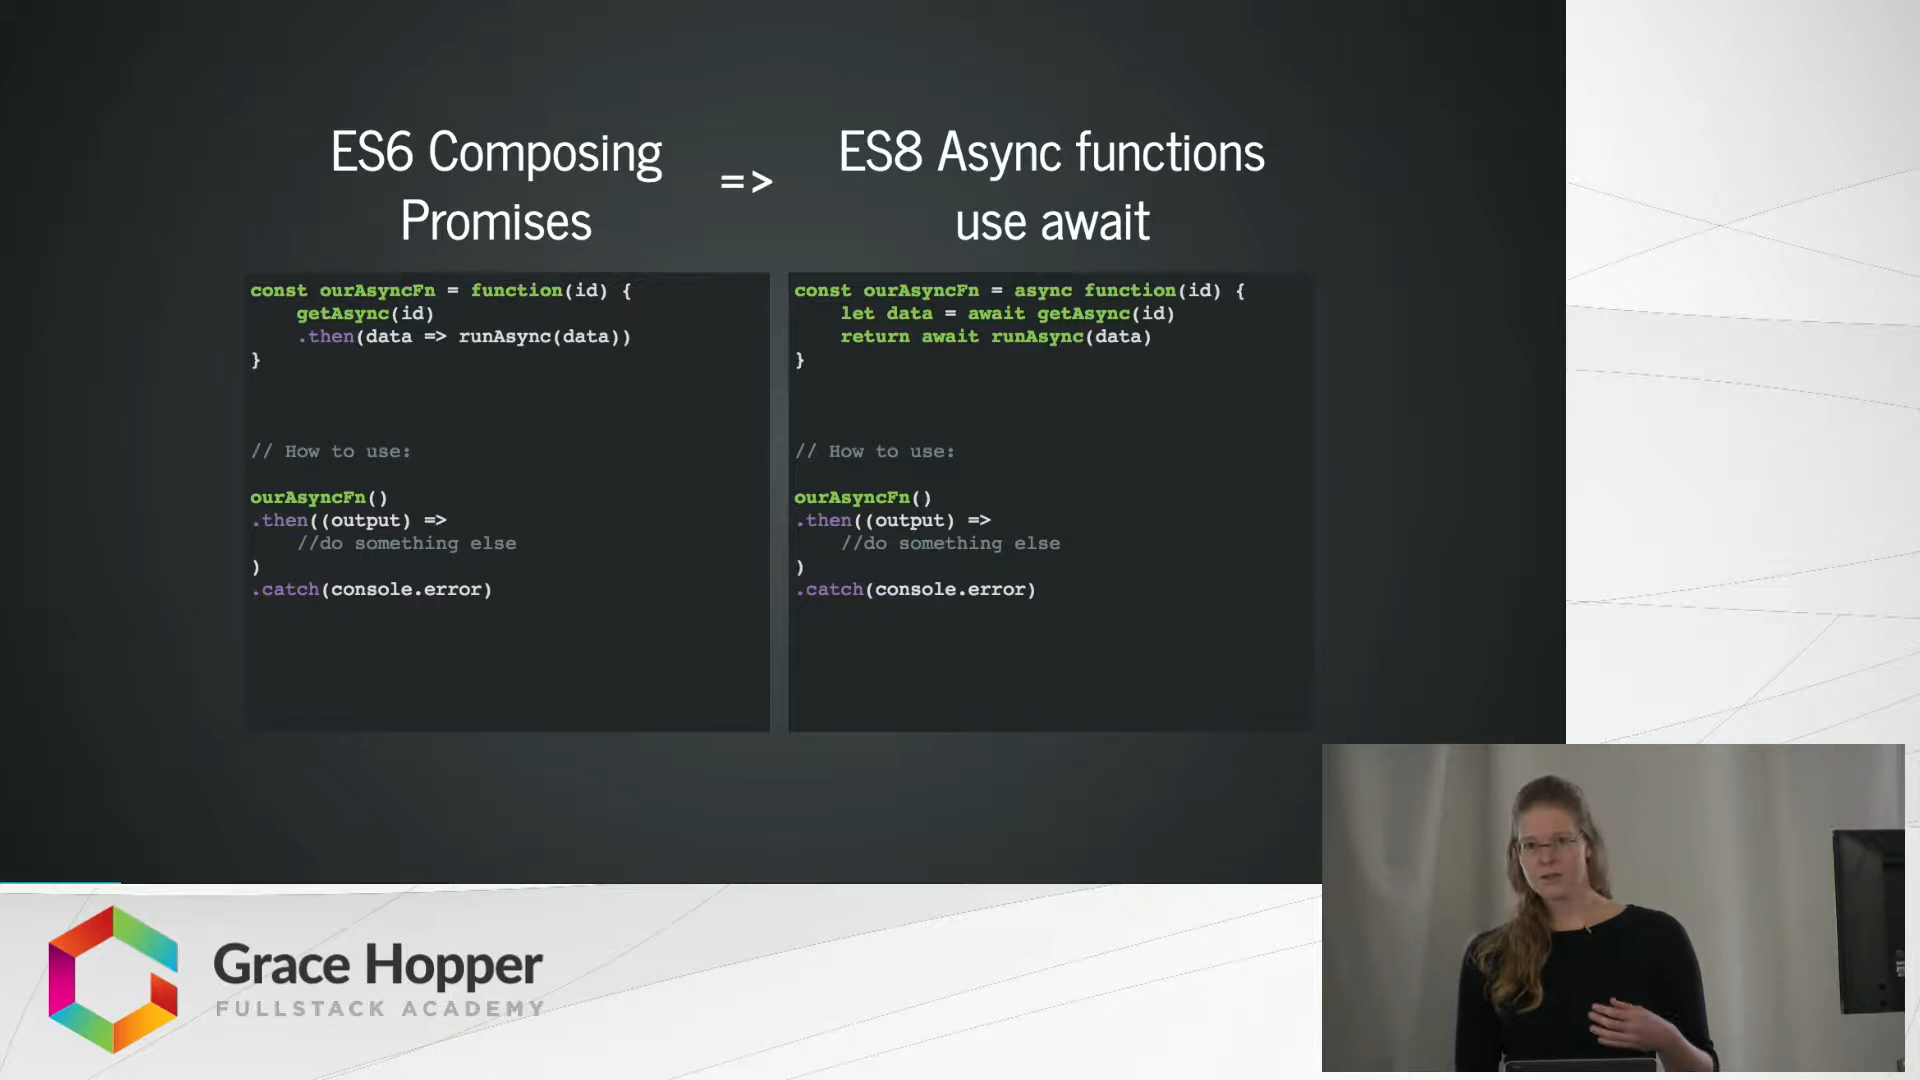 ES6 Composing
Promises
=>
ES8 Async functions
use await
const ourAsyncFn = function(id) {
    getAsync(id)
    .then(data => runAsync(data))
}
// How to use:
ourAsyncFn()
.then((output) =>
    //do something else
)
.catch(console.error)
const ourAsyncFn = async function(id) {
    let data = await getAsync(id)
    return await runAsync(data)
}
// How to use:
ourAsyncFn()
.then((output) =>
    //do something else
)
.catch(console.error)
Grace Hopper
FULLSTACK ACADEMY